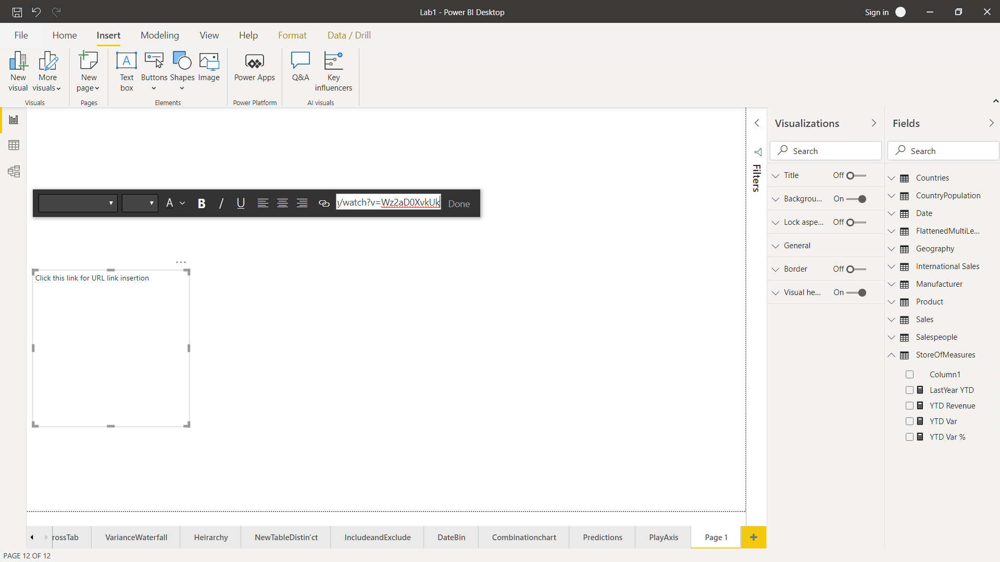 Lab1 - Power BI Desktop
Sign in
File Home Insert Modeling View Help Format Data / Drill
New visual
More visuals
New page
Text box
Buttons
Shapes
Image
Power Apps
Q&A
Key influencers
Visuals
Pages
Elements
Power Platform
AI visuals
A B / U
/watch?v=Wz2aD0XvkUk
Done
Click this link for URL link insertion
Filters
Visualizations
Search
Title Off
Backgrou... On
Lock aspe... Off
General
Border Off
Visual he... On
Fields
Search
Countries
CountryPopulation
Date
FlattenedMultiLe...
Geography
International Sales
Manufacturer
Product
Sales
Salespeople
StoreOfMeasures
Column1
LastYear YTD
YTD Revenue
YTD Var
YTD Var %
rossTab VarianceWaterfall Heirarchy NewTableDistin'ct IncludeandExclude DateBin Combinationchart Predictions PlayAxis Page 1 +
PAGE 12 OF 12